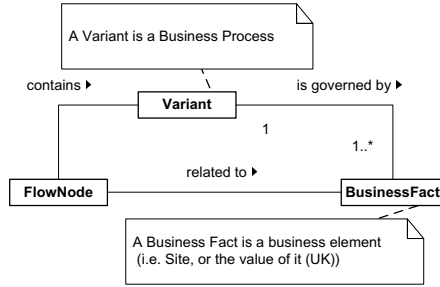 A Variant is a Business Process
contains
is governed by
Variant
1
1..*
related to
FlowNode
BusinessFact
A Business Fact is a business element
(i.e. Site, or the value of it (UK))